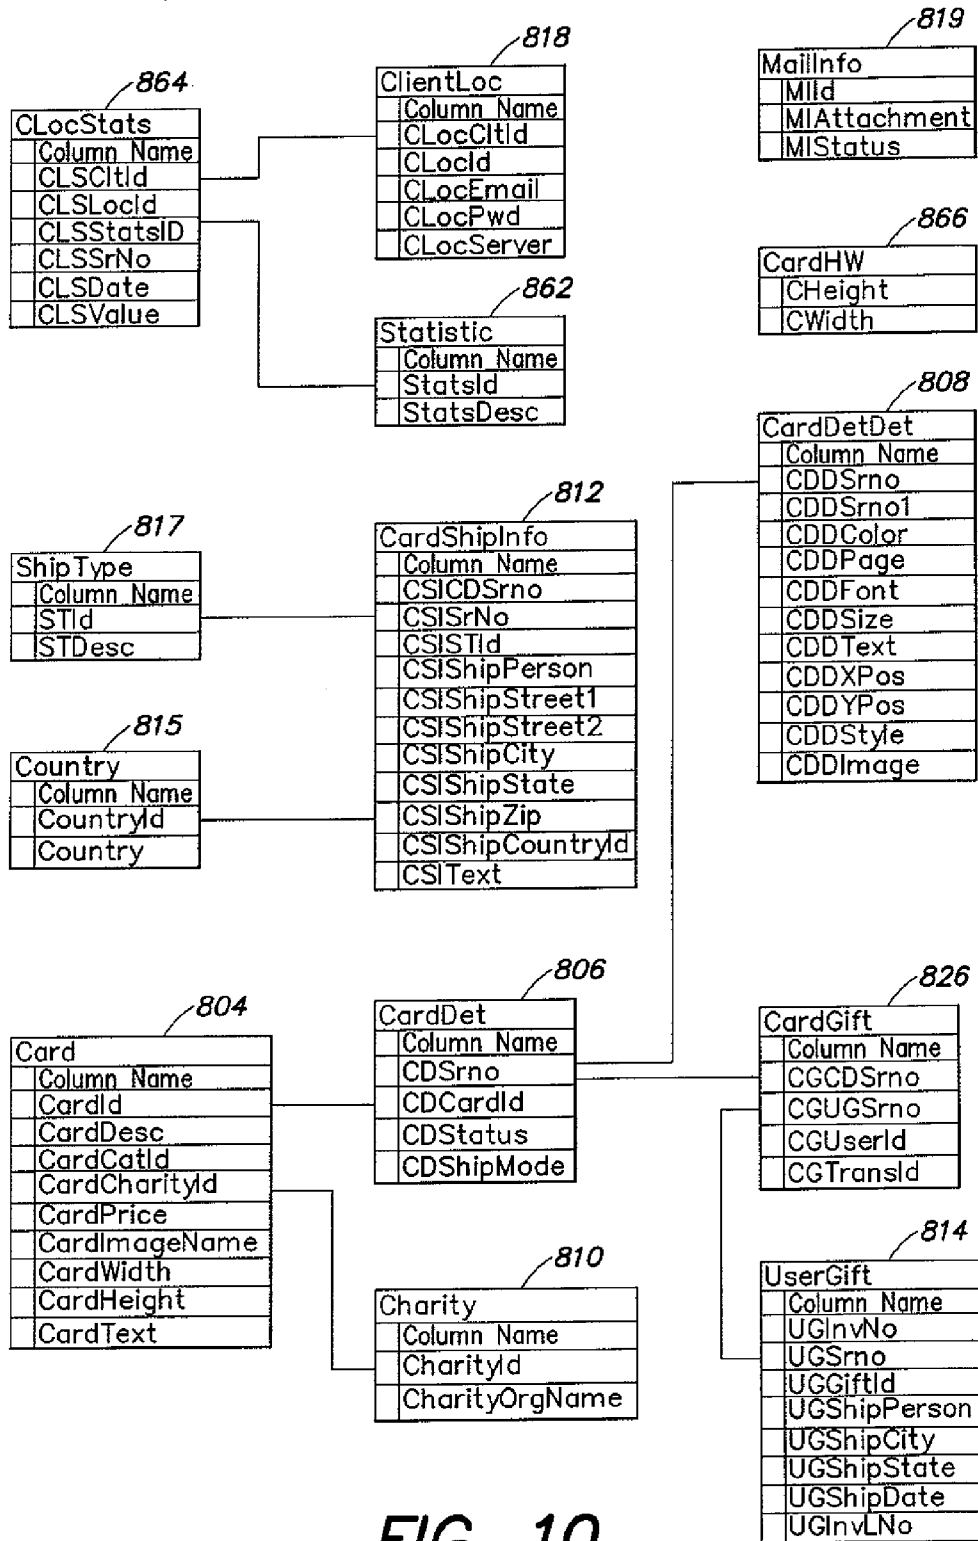 864
CLocStats
Column Name
CLSCltId
CLSLocId
CLSStatsID
CLSSrNo
CLSDate
CLSValue
818
ClientLoc
Column Name
CLocCltId
CLocId
CLocEmail
CLocPwd
CLocServer
819
MailInfo
MIId
MIAttachment
MIStatus
866
CardHW
CHeight
CWidth
862
Statistic
Column Name
StatsId
StatsDesc
808
CardDetDet
Column Name
CDDSrno
CDDSrno1
CDDColor
CDDPage
CDDFont
CDDSize
CDDText
CDDXPos
CDDYPos
CDDStyle
CDDImage
817
ShipType
Column Name
STId
STDesc
812
CardShipInfo
Column Name
CSICDSrno
CSISrNo
CSISTId
CSIShipPerson
CSIShipStreet1
CSIShipStreet2
CSIShipCity
CSIShipState
CSIShipZip
CSIShipCountryId
CSIText
815
Country
Column Name
CountryId
Country
804
Card
Column Name
CardId
CardDesc
CardCatId
CardCharityId
CardPrice
CardImageName
CardWidth
CardHeight
CardText
806
CardDet
Column Name
CDSrno
CDCardId
CDStatus
CDShipMode
826
CardGift
Column Name
CGCDSrno
CGUGSrno
CGUserId
CGTransId
810
Charity
Column Name
CharityId
CharityOrgName
814
UserGift
Column Name
UGInvNo
UGSrno
UGGiftId
UGShipPerson
UGShipCity
UGShipState
UGShipDate
UGInvLNo
FIG. 10